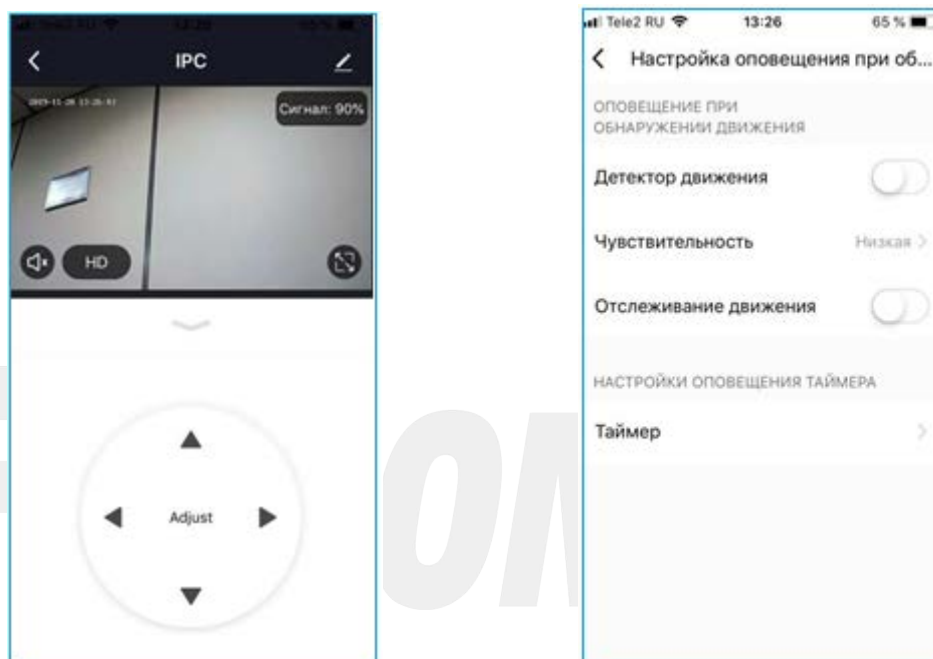 IPC
Сигнал: 90%
HD
Adjust
Tele2 RU 13:26 65 %
Настройка оповещения при об...
ОПОВЕЩЕНИЕ ПРИ
ОБНАРУЖЕНИИ ДВИЖЕНИЯ
Детектор движения
Чувствительность Низкая
Отслеживание движения
НАСТРОЙКИ ОПОВЕЩЕНИЯ ТАЙМЕРА
Таймер